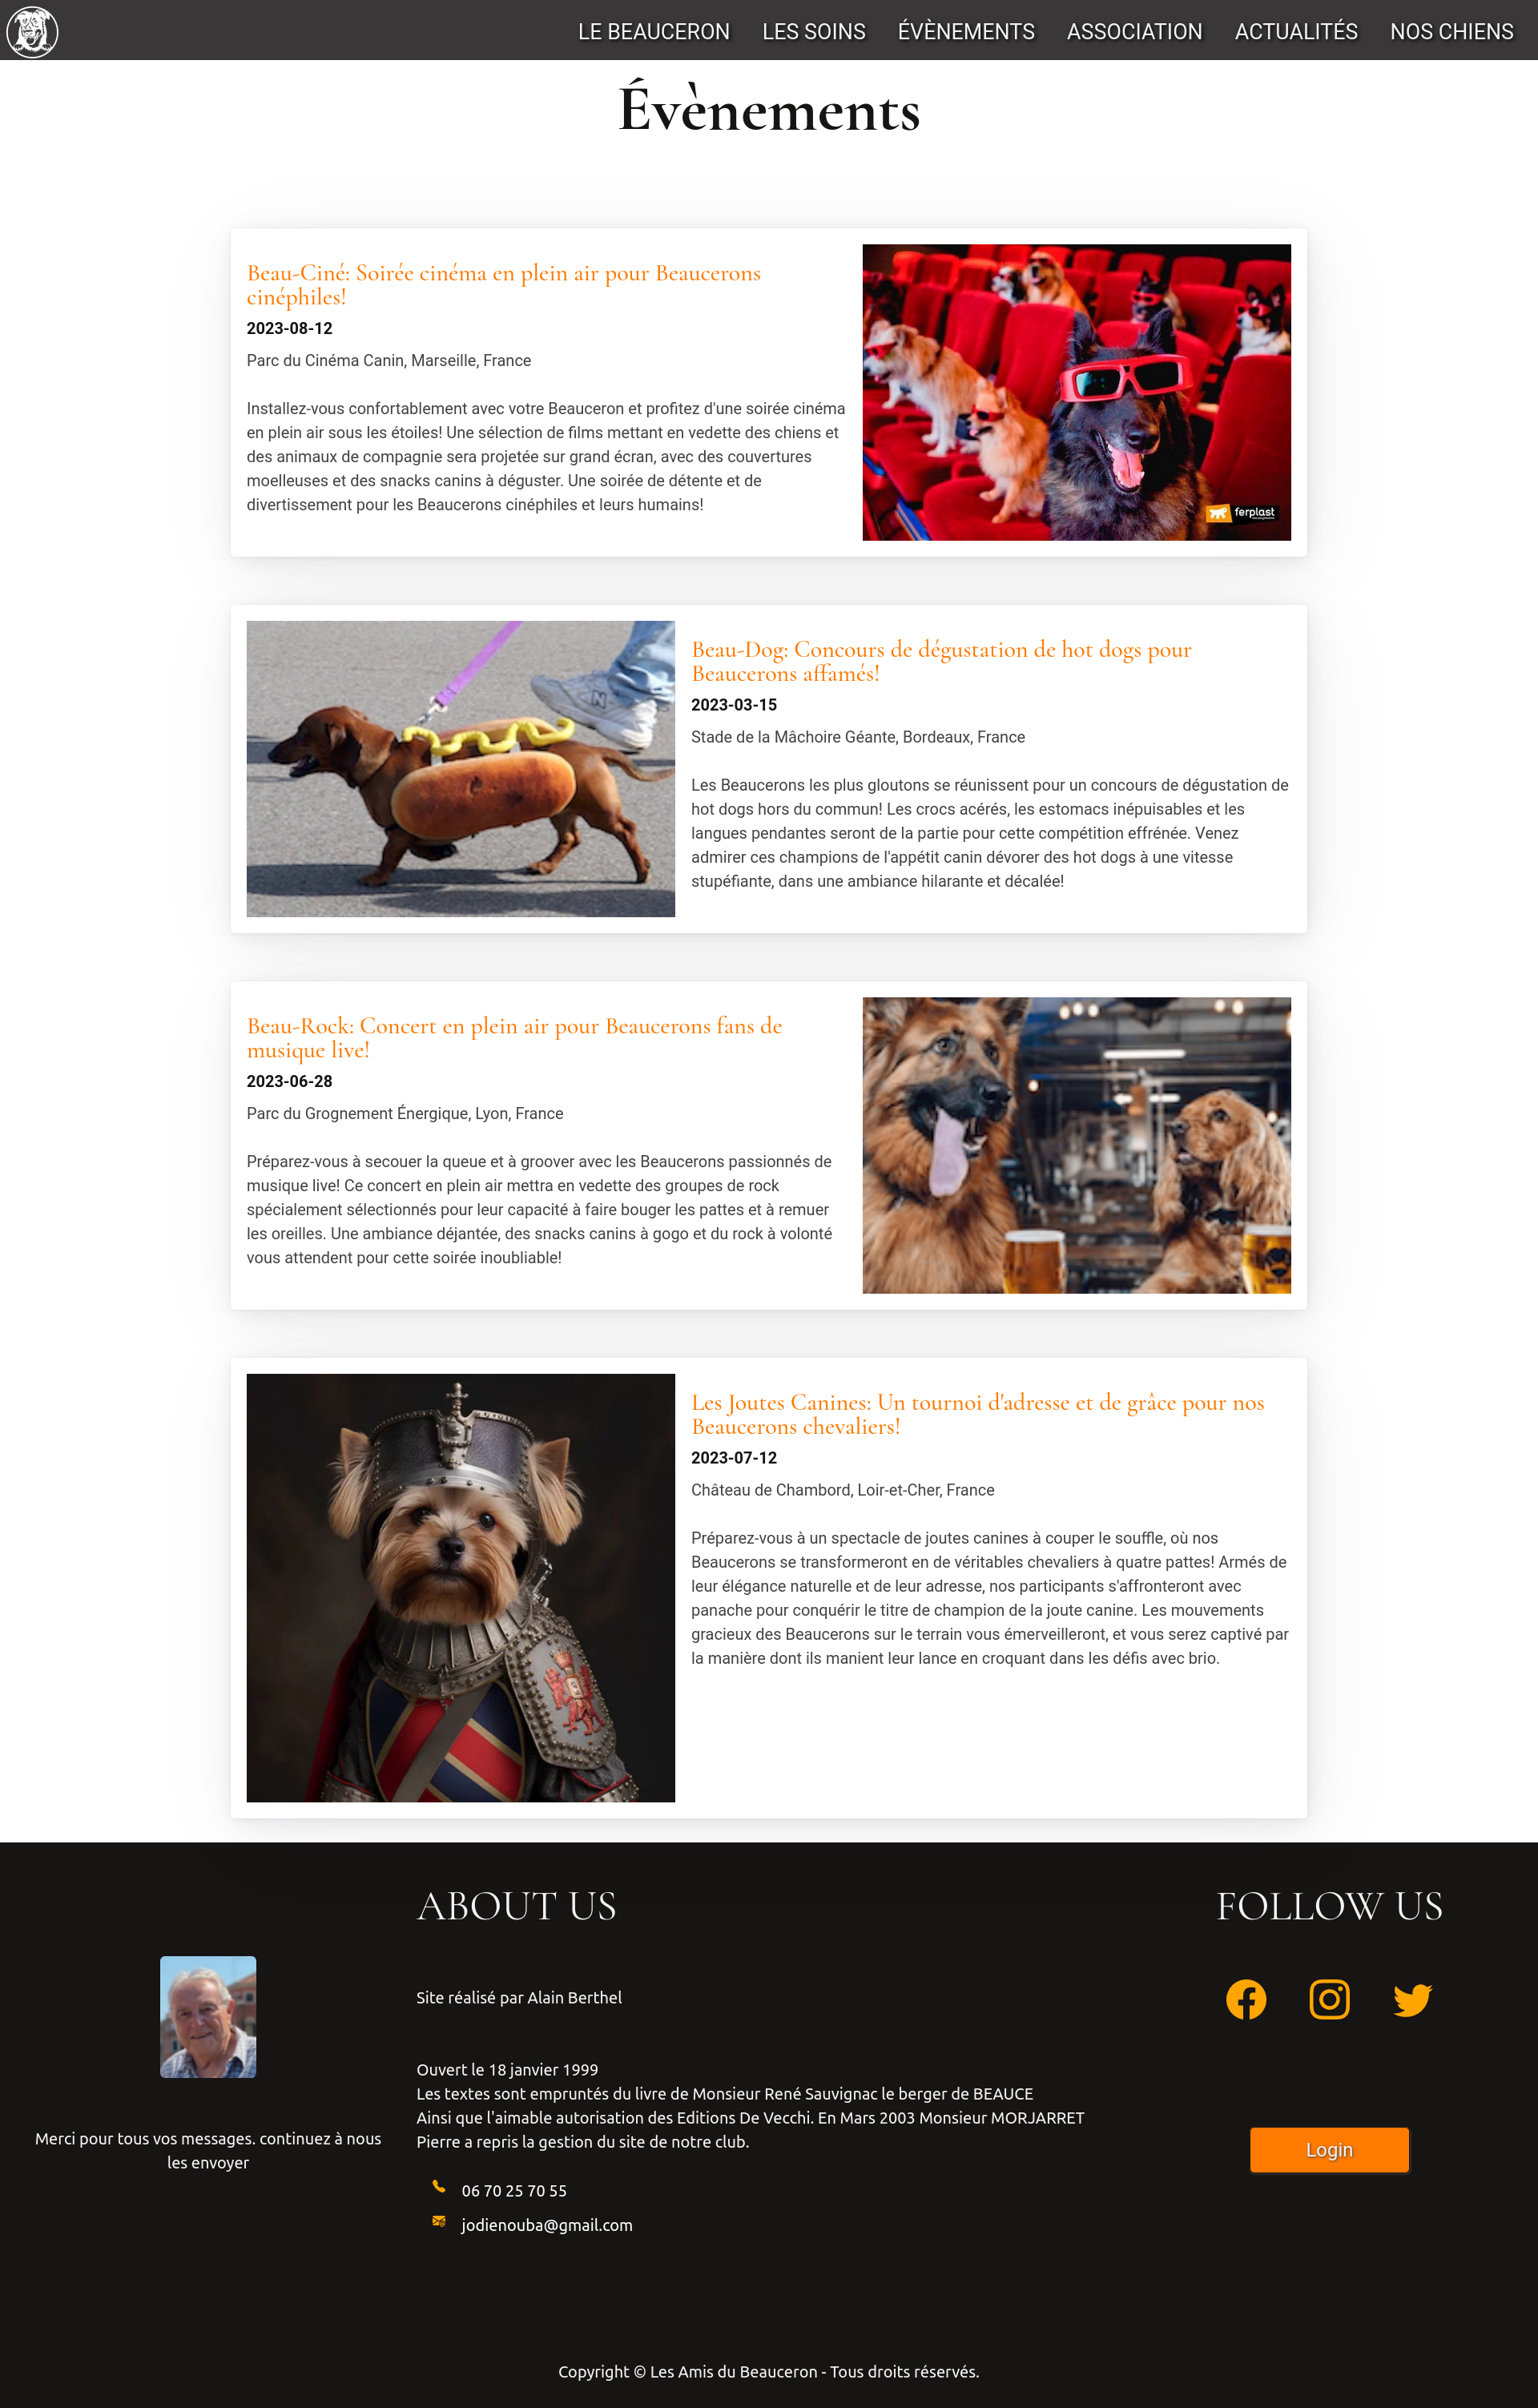 LE BEAUCERON LES SOINS ÉVÈNEMENTS ASSOCIATION ACTUALITÉS NOS CHIENS
Évènements
Beau-Ciné: Soirée cinéma en plein air pour Beaucerons
cinéphiles!
2023-08-12
Parc du Cinéma Canin, Marseille, France
Installez-vous confortablement avec votre Beauceron et profitez d'une soirée cinéma
en plein air sous les étoiles! Une sélection de films mettant en vedette des chiens et
des animaux de compagnie sera projetée sur grand écran, avec des couvertures
moelleuses et des snacks canins à déguster. Une soirée de détente et de
divertissement pour les Beaucerons cinéphiles et leurs humains!
ferplast
Beau-Dog: Concours de dégustation de hot dogs pour
Beaucerons affamés!
2023-03-15
Stade de la Mâchoire Géante, Bordeaux, France
Les Beaucerons les plus gloutons se réunissent pour un concours de dégustation de
hot dogs hors du commun! Les crocs acérés, les estomacs inépuisables et les
langues pendantes seront de la partie pour cette compétition effrénée. Venez
admirer ces champions de l'appétit canin dévorer des hot dogs à une vitesse
stupéfiante, dans une ambiance hilarante et décalée!
Beau-Rock: Concert en plein air pour Beaucerons fans de
musique live!
2023-06-28
Parc du Grognement Énergique, Lyon, France
Préparez-vous à secouer la queue et à groover avec les Beaucerons passionnés de
musique live! Ce concert en plein air mettra en vedette des groupes de rock
spécialement sélectionnés pour leur capacité à faire bouger les pattes et à remuer
les oreilles. Une ambiance déjantée, des snacks canins à gogo et du rock à volonté
vous attendent pour cette soirée inoubliable!
Les Joutes Canines: Un tournoi d'adresse et de grâce pour nos
Beaucerons chevaliers!
2023-07-12
Château de Chambord, Loir-et-Cher, France
Préparez-vous à un spectacle de joutes canines à couper le souffle, où nos
Beaucerons se transformeront en de véritables chevaliers à quatre pattes! Armés de
leur élégance naturelle et de leur adresse, nos participants s'affronteront avec
panache pour conquérir le titre de champion de la joute canine. Les mouvements
gracieux des Beaucerons sur le terrain vous émerveilleront, et vous serez captivé par
la manière dont ils manient leur lance en croquant dans les défis avec brio.
Merci pour tous vos messages. continuez à nous
les envoyer
ABOUT US
Site réalisé par Alain Berthel
Ouvert le 18 janvier 1999
Les textes sont empruntés du livre de Monsieur René Sauvignac le berger de BEAUCE
Ainsi que l'aimable autorisation des Editions De Vecchi. En Mars 2003 Monsieur MORJARRET
Pierre a repris la gestion du site de notre club.
06 70 25 70 55
jodienouba@gmail.com
FOLLOW US
Login
Copyright © Les Amis du Beauceron - Tous droits réservés.